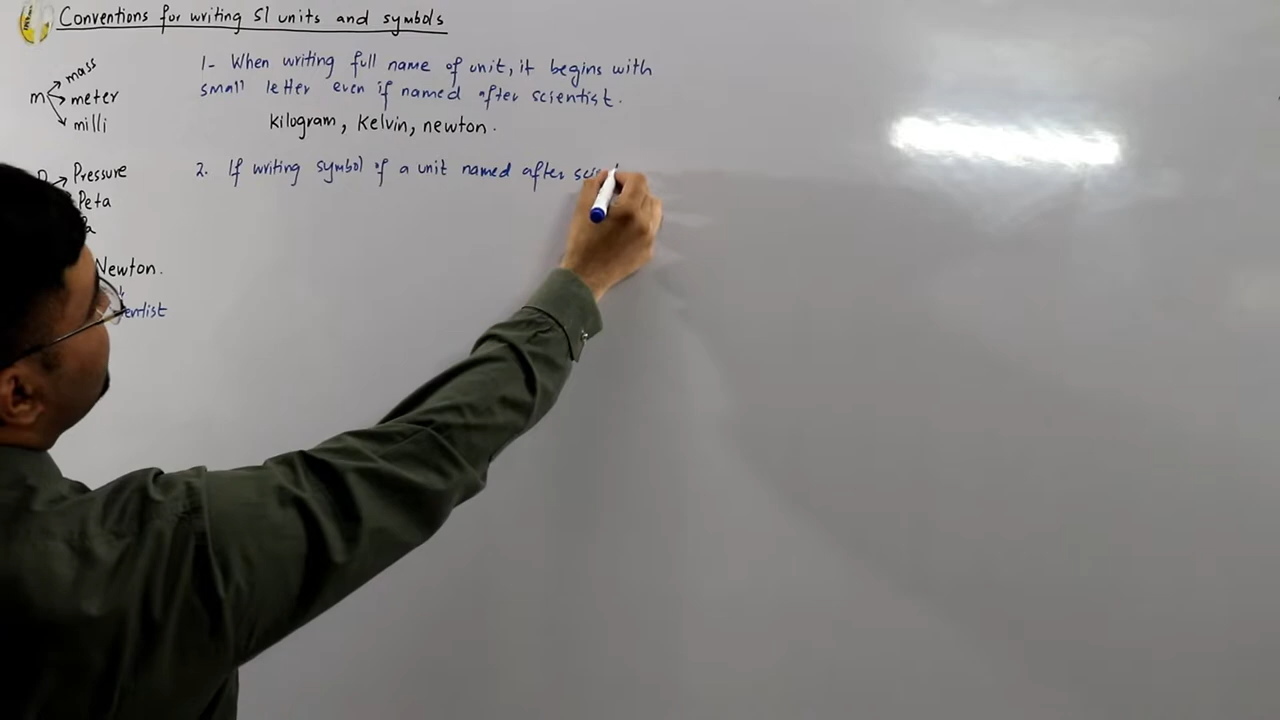 Conventions for writing SI units and symbols
m
mass
meter
milli
1- When writing full name of unit, it begins with
small letter even if named after scientist.
kilogram, kelvin, newton.
Pressure
Peta
2. If writing symbol of a unit named after
Newton.